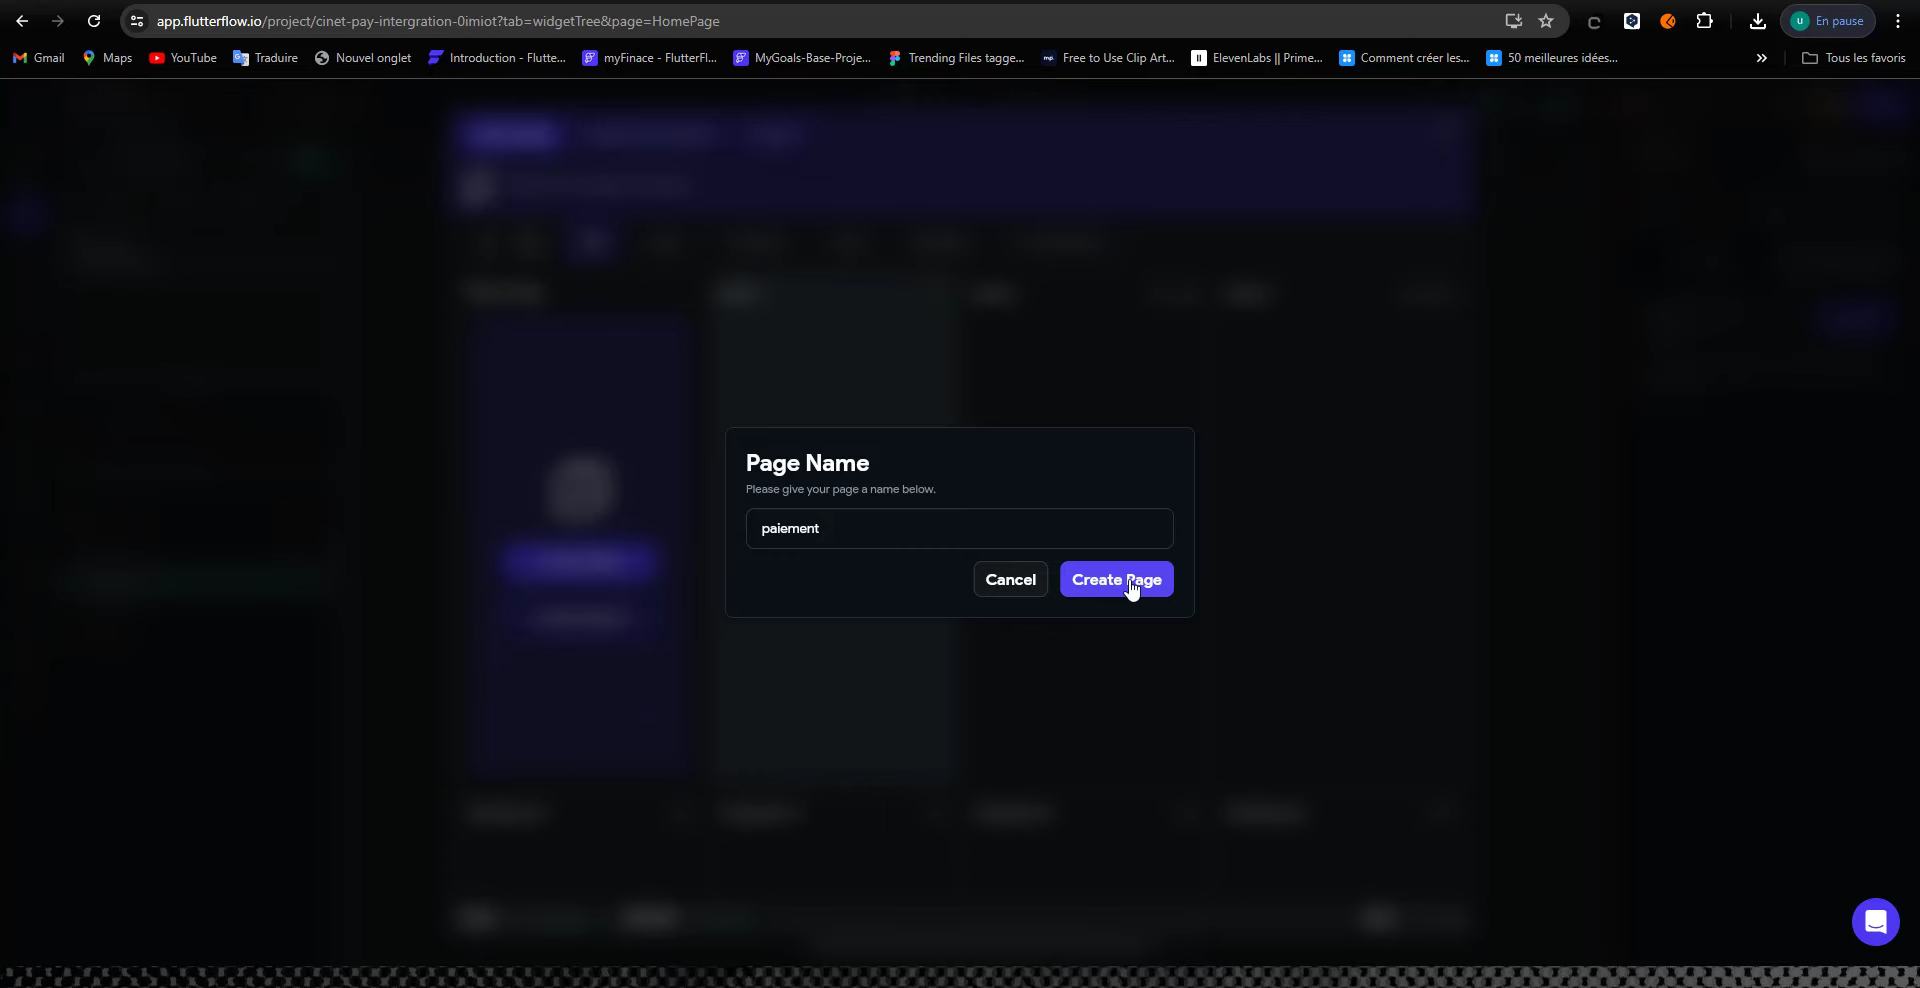 app.flutterflow.io/project/cinet-pay-intergration-0imiot?tab=widgetTree&page=HomePage
u En pause
Gmail
Maps
YouTube
Traduire
Nouvel onglet
Introduction - Flutte...
myFinace - FlutterFl...
MyGoals-Base-Proje...
Trending Files tagge...
Free to Use Clip Art...
ElevenLabs || Prime...
Comment créer les...
50 meilleures idées...
Tous les favoris
Page Name
Please give your page a name below.
paiement
Cancel
Create Page